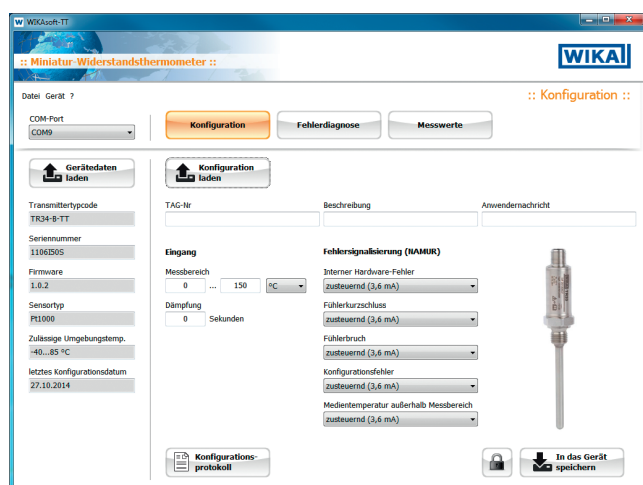 WIKAsoft-TT
:: Miniatur-Widerstandsthermometer ::
WIKA
Datei Gerät ?
:: Konfiguration ::
COM-Port
COM9
Konfiguration
Fehlerdiagnose
Messwerte
Gerätedaten
laden
Konfiguration
laden
Transmittertypcode
TR34-B-TT
Seriennummer
1106I50S
Firmware
1.0.2
Sensortyp
Pt1000
Zulässige Umgebungstemp.
-40...85 °C
letztes Konfigurationsdatum
27.10.2014
TAG-Nr
Beschreibung
Anwendernachricht
Eingang
Messbereich
0 ... 150 °C
Dämpfung
0 Sekunden
Fehlersignalisierung (NAMUR)
Interner Hardware-Fehler
zusteuernd (3,6 mA)
Fühlerkurzschluss
zusteuernd (3,6 mA)
Fühlerbruch
zusteuernd (3,6 mA)
Konfigurationsfehler
zusteuernd (3,6 mA)
Medientemperatur außerhalb Messbereich
zusteuernd (3,6 mA)
Konfigurations-
protokoll
In das Gerät
speichern